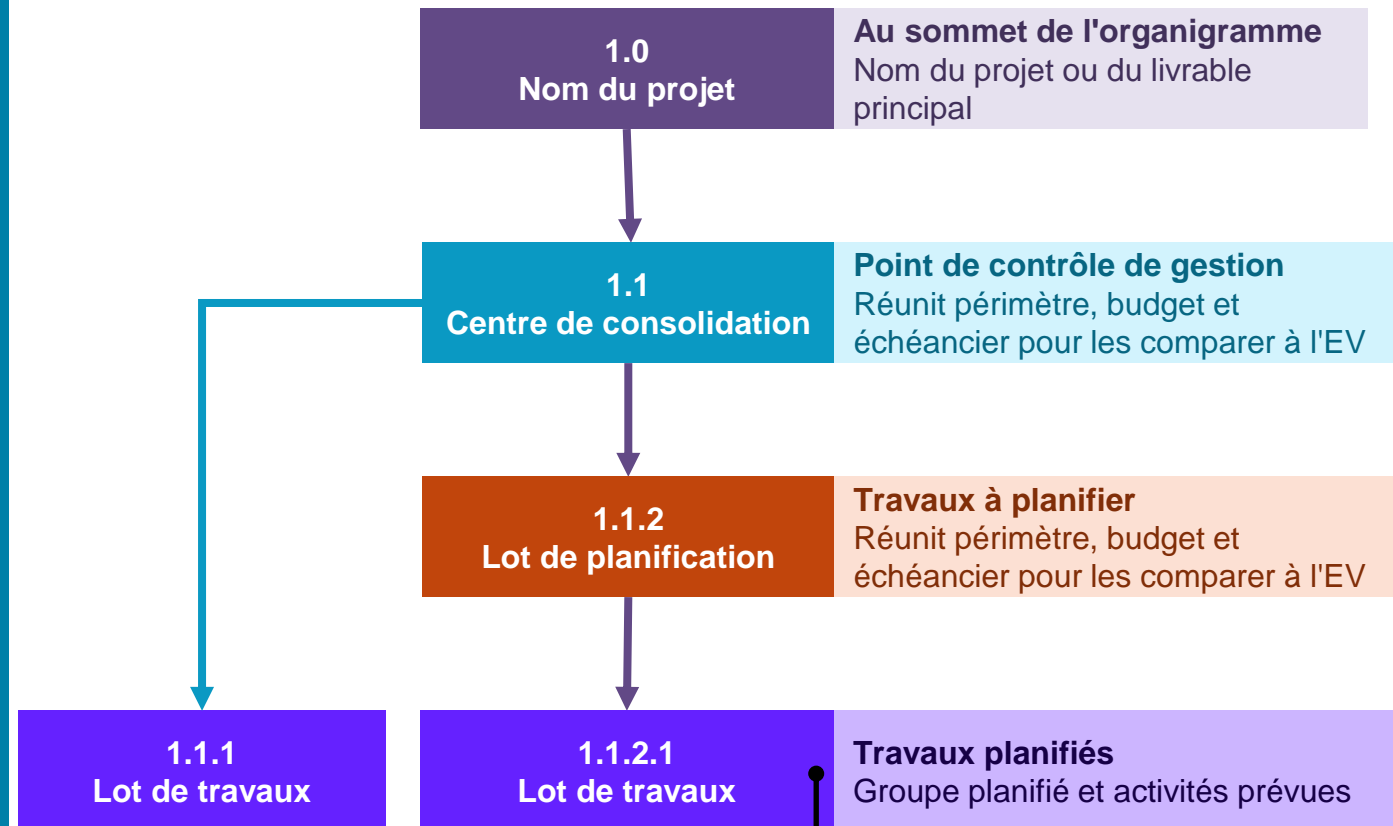 1.0
Nom du projet
Au sommet de l'organigramme
Nom du projet ou du livrable
principal
1.1
Centre de consolidation
Point de contrôle de gestion
Réunit périmètre, budget et
échéancier pour les comparer à l'EV
1.1.2
Lot de planification
Travaux à planifier
Réunit périmètre, budget et
échéancier pour les comparer à l'EV
1.1.1
Lot de travaux
1.1.2.1
Lot de travaux
Travaux planifiés
Groupe planifié et activités prévues